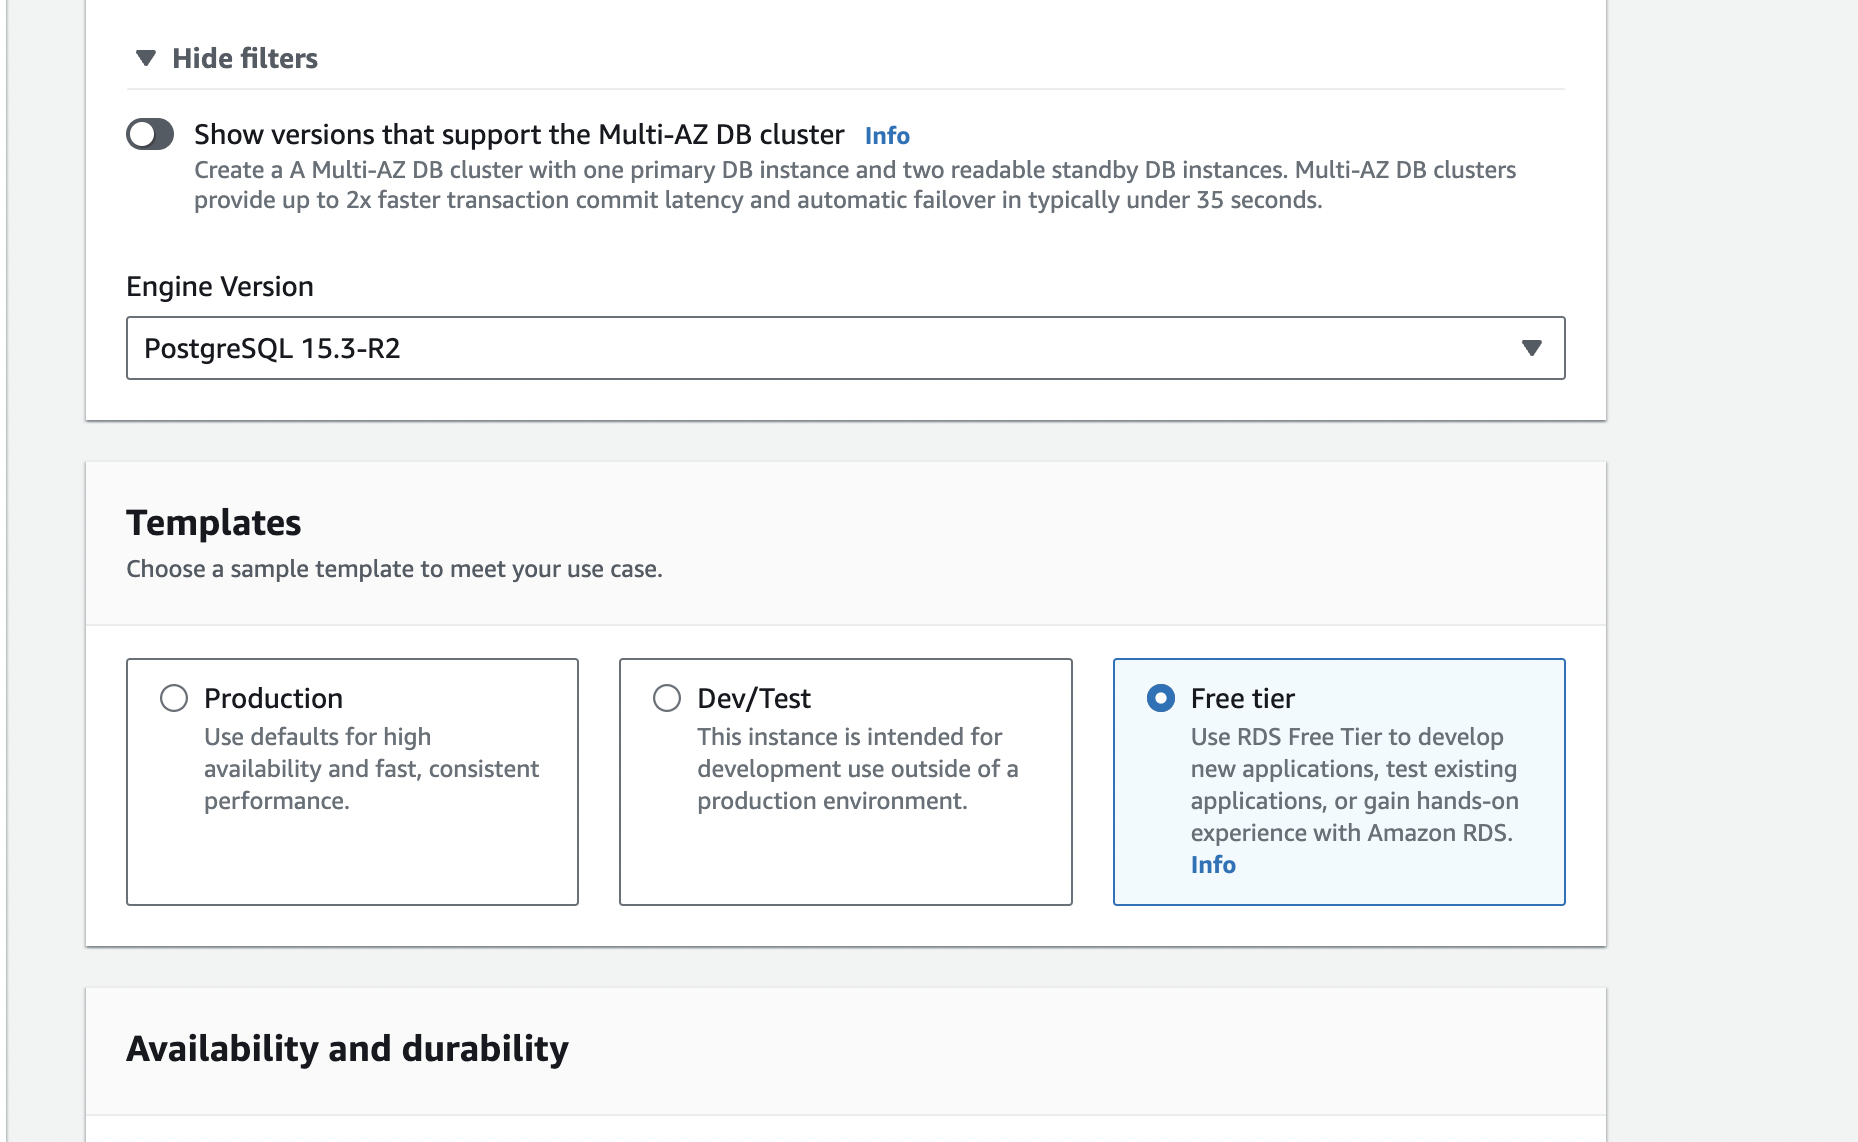 Hide filters
Show versions that support the Multi-AZ DB cluster Info
Create a A Multi-AZ DB cluster with one primary DB instance and two readable standby DB instances. Multi-AZ DB clusters
provide up to 2x faster transaction commit latency and automatic failover in typically under 35 seconds.
Engine Version
PostgreSQL 15.3-R2
Templates
Choose a sample template to meet your use case.
Production
Use defaults for high
availability and fast, consistent
performance.
Dev/Test
This instance is intended for
development use outside of a
production environment.
Free tier
Use RDS Free Tier to develop
new applications, test existing
applications, or gain hands-on
experience with Amazon RDS.
Info
Availability and durability